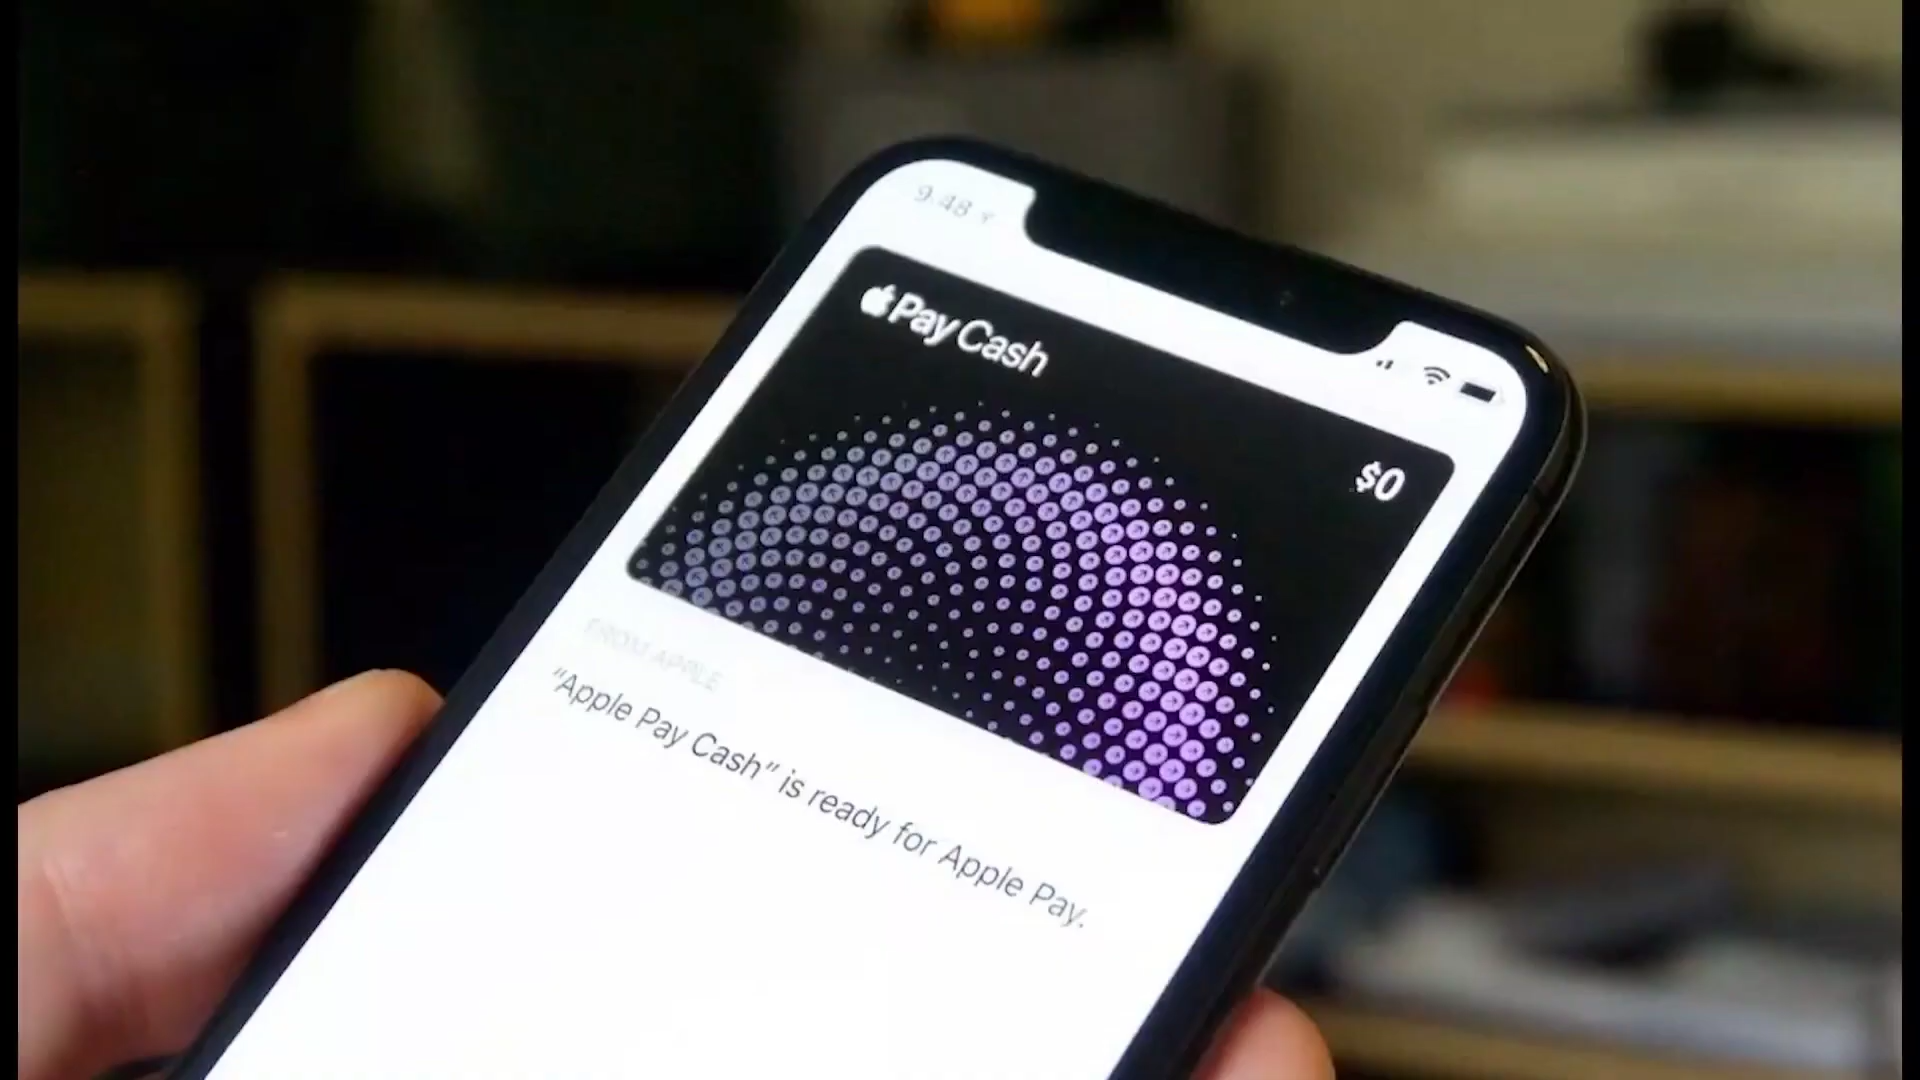 9:48
Pay Cash
$0
FROM APPLE
"Apple Pay Cash" is ready for Apple Pay.